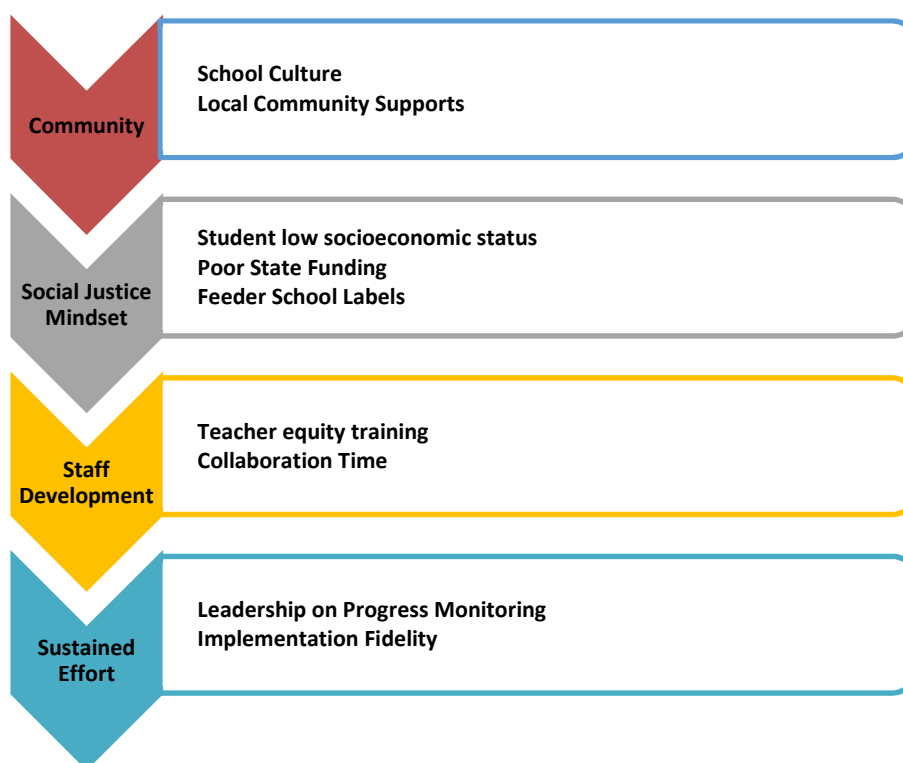 Community
School Culture
Local Community Supports
Social Justice
Mindset
Student low socioeconomic status
Poor State Funding
Feeder School Labels
Staff
Development
Teacher equity training
Collaboration Time
Sustained
Effort
Leadership on Progress Monitoring
Implementation Fidelity